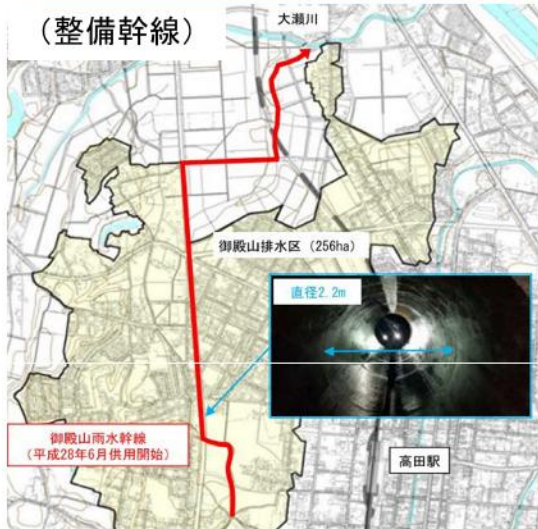 （整備幹線）
大瀬川
御殿山排水区（256ha）
直径2.2m
御殿山雨水幹線
（平成28年6月供用開始）
高田駅